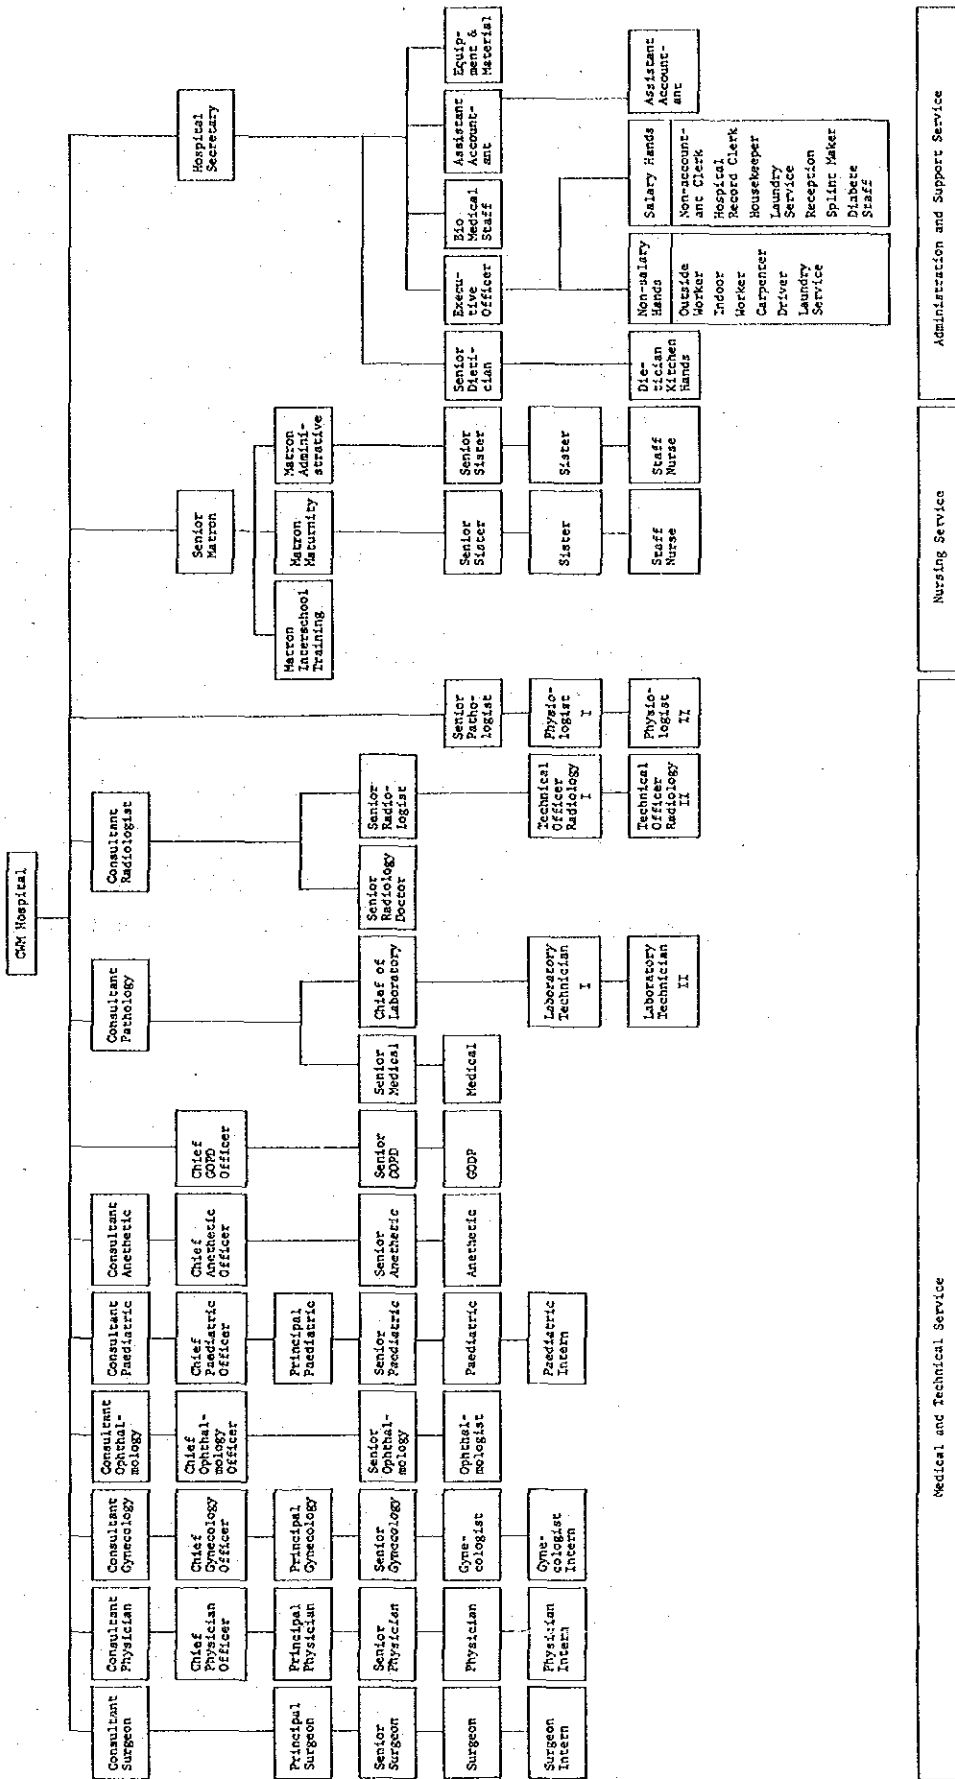 CWM Hospital
Consultant
Surgeon
Consultant
Physician
Consultant
Gynecology
Consultant
Ophthal-
mology
Consultant
Paediatric
Consultant
Anethetic
Consultant
Pathology
Consultant
Radiologist
Chief
Physician
Officer
Chief
Gynecology
Officer
Chief
Ophthal-
mology
Officer
Chief
Paediatric
Officer
Chief
Anethetic
Officer
Chief
GOPD
Officer
Senior
Matron
Hospital
Secretary
Principal
Surgeon
Principal
Physician
Principal
Gynecology
Principal
Paediatric
Matron
Interschool
Training
Matron
Maturnity
Matron
Admini-
strative
Senior
Surgeon
Senior
Physician
Senior
Gynecology
Senior
Ophthal-
mology
Senior
Paediatric
Senior
Anethetic
Senior
COPD
Senior
Medical
Chief of
Laboratory
Senior
Radiology
Doctor
Senior
Radio-
Logist
Surgeon
Physician
Gyne-
cologist
Ophthal-
mologist
Paediatric
Anethetic
GODP
Medical
Senior
Patho-
logist
Senior
Sister
Senior
Sister
Senior
Dieti-
cian
Execu-
tive
Officer
Bio
Medical
Staff
Assistant
Account-
ant
Equip-
ment &
Material
Surgeon
Intern
Physician
Intern
Gyne-
cologist
Intern
Paediatric
Intern
Laboratory
Technician
I
Technical
Officer
Radiology
I
Physio-
logist
I
Sister
Sister
Laboratory
Technician
II
Technical
Officer
Radiology
II
Physio-
logist
II
Staff
Nurse
Staff
Nurse
Die-
tician
Kitchen
Hands
Non-salary
Hands
Outside
Worker
Indoor
Worker
Carpenter
Driver
Laundry
Service
Salary Hands
Non-account-
ant Clerk
Hospital
Record Clerk
Housekeeper
Laundry
Service
Reception
Splint Maker
Diabete
Staff
Assistant
Account-
ant
Medical and Technical Service
Nursing Service
Administration and Support Service